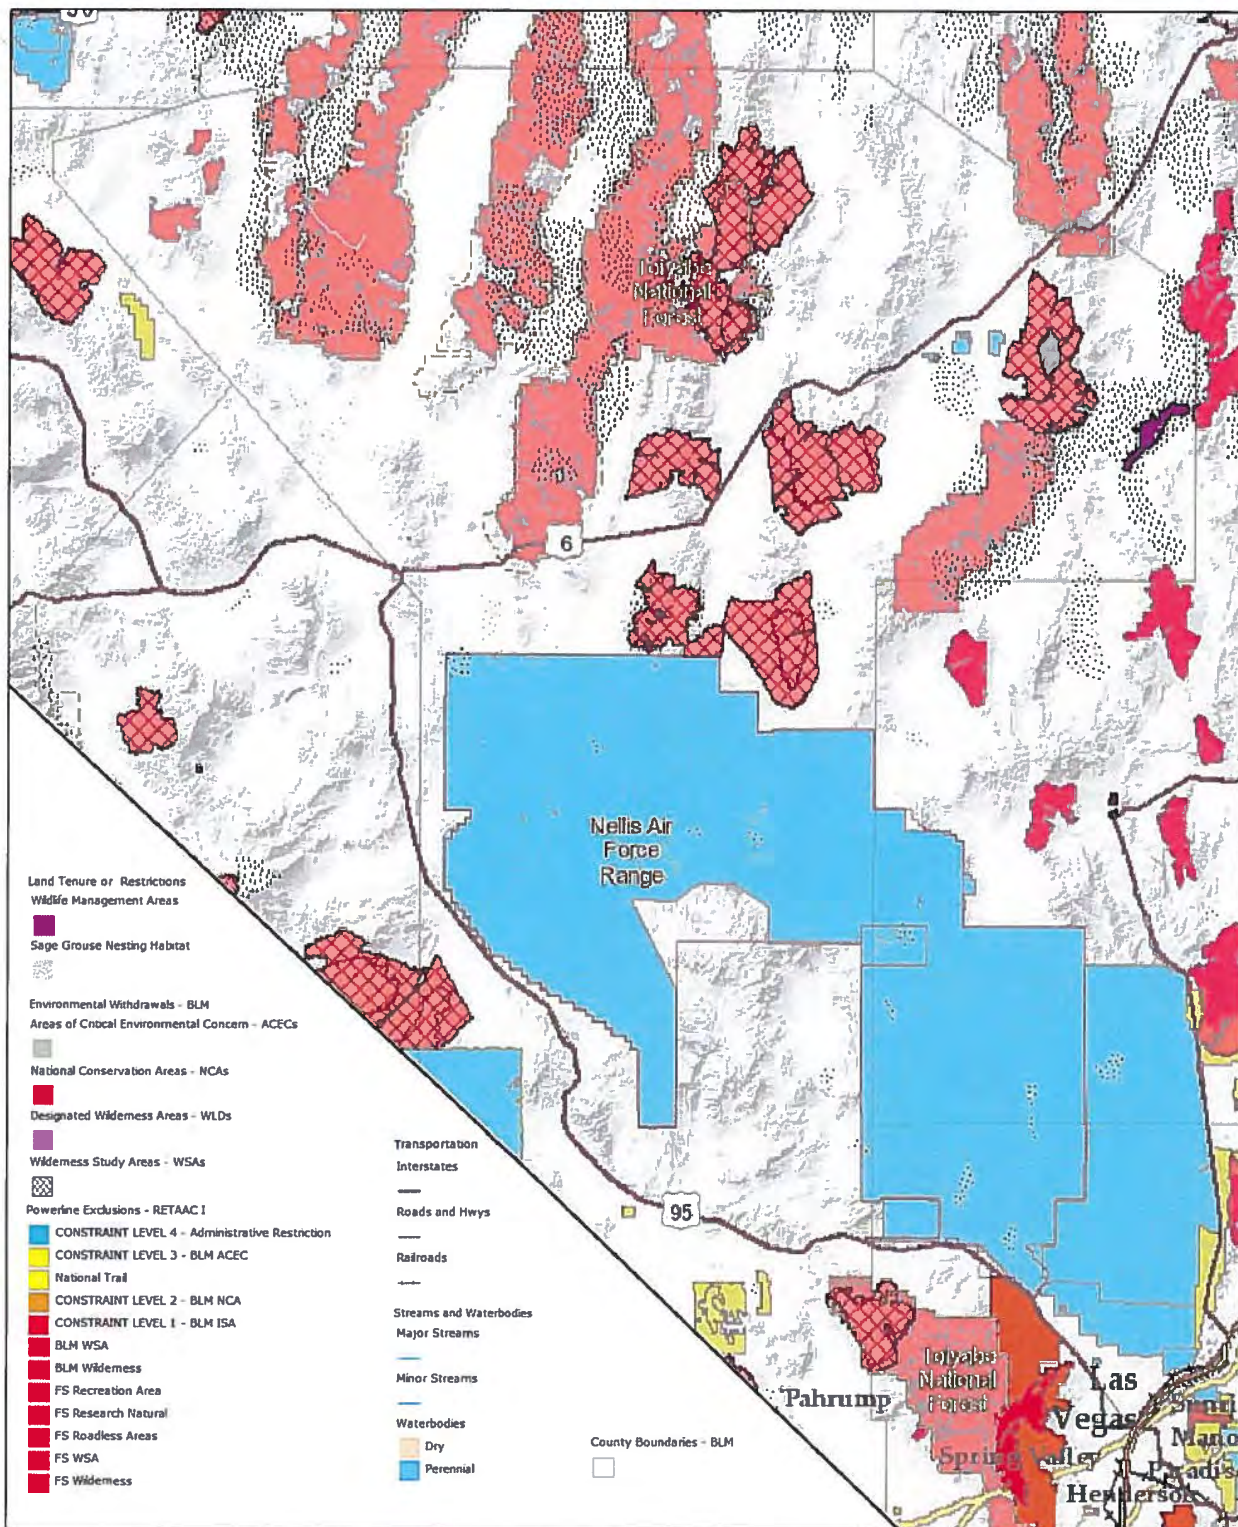 Toiyabe
National
Forest
6
Nellis Air
Force
Range
95
Toiyabe
National
Forest
Pahrump
Las
Vegas
Spring Valley
Henderson
Land Tenure or Restrictions
Wildlife Management Areas
Sage Grouse Nesting Habitat
Environmental Withdrawals - BLM
Areas of Critical Environmental Concern - ACECs
National Conservation Areas - NCAs
Designated Wilderness Areas - WLDs
Wilderness Study Areas - WSAs
Powerline Exclusions - RETAAC I
CONSTRAINT LEVEL 4 - Administrative Restriction
CONSTRAINT LEVEL 3 - BLM ACEC
National Trail
CONSTRAINT LEVEL 2 - BLM NCA
CONSTRAINT LEVEL 1 - BLM ISA
BLM WSA
BLM Wilderness
FS Recreation Area
FS Research Natural
FS Roadless Areas
FS WSA
FS Wilderness
Transportation
Interstates
Roads and Hwys
Railroads
Streams and Waterbodies
Major Streams
Minor Streams
Waterbodies
Dry
Perennial
County Boundaries - BLM